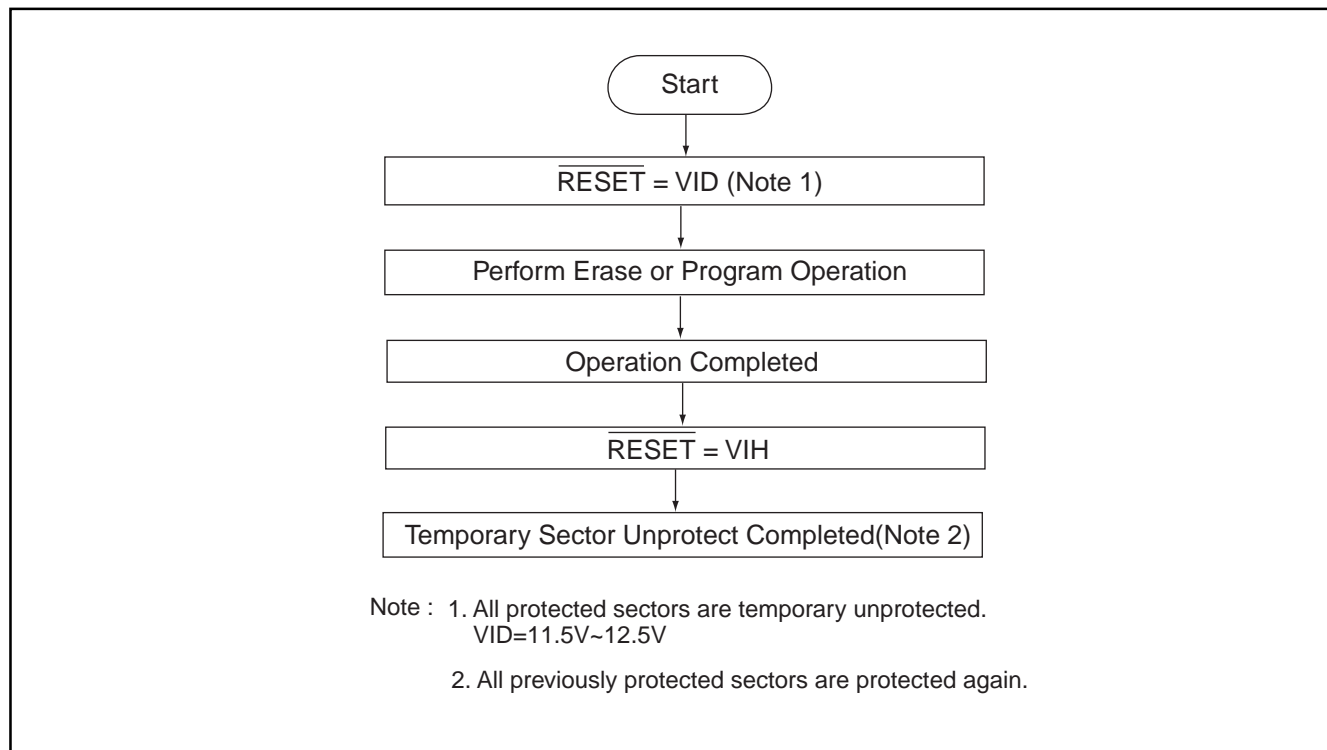 Start
R̅E̅S̅E̅T̅ = VID (Note 1)
Perform Erase or Program Operation
Operation Completed
R̅E̅S̅E̅T̅ = VIH
Temporary Sector Unprotect Completed(Note 2)
Note : 1. All protected sectors are temporary unprotected.
VID=11.5V~12.5V
2. All previously protected sectors are protected again.